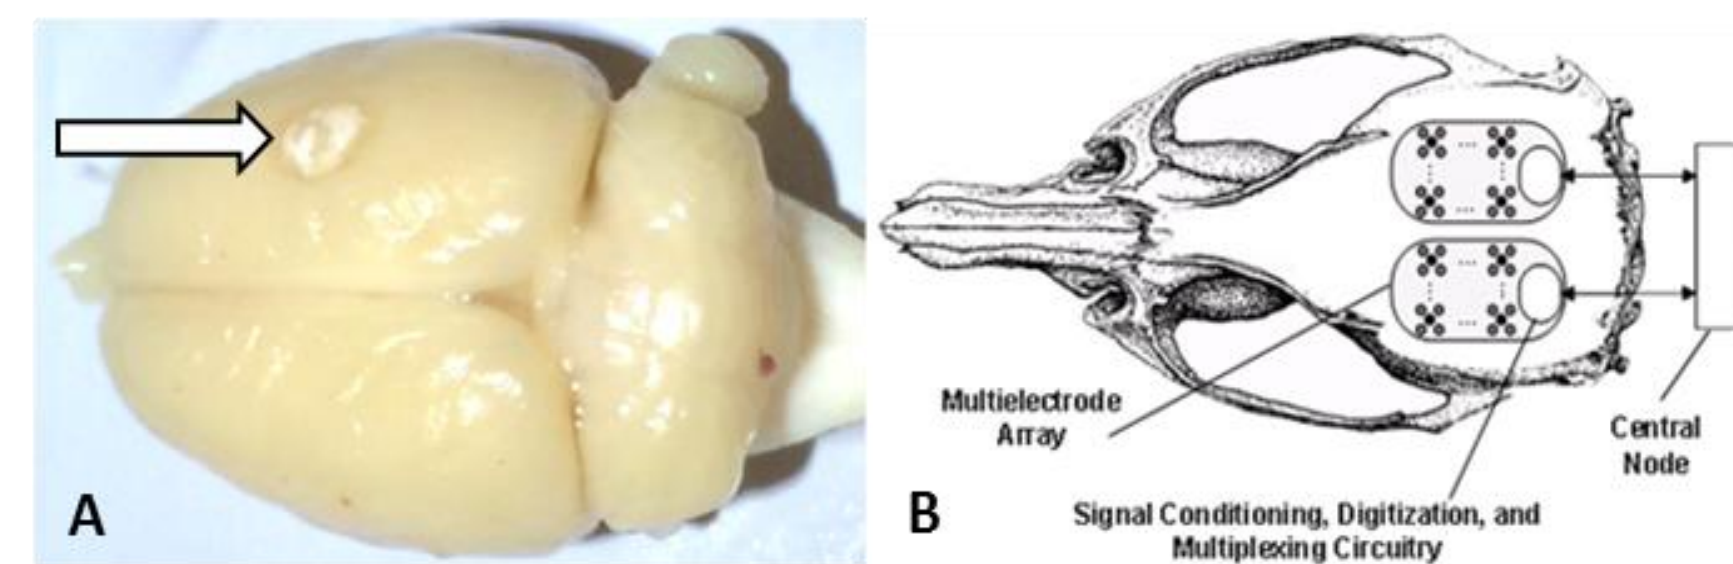 A
B
Multielectrode
Array
Central
Node
Signal Conditioning, Digitization, and
Multiplexing Circuitry